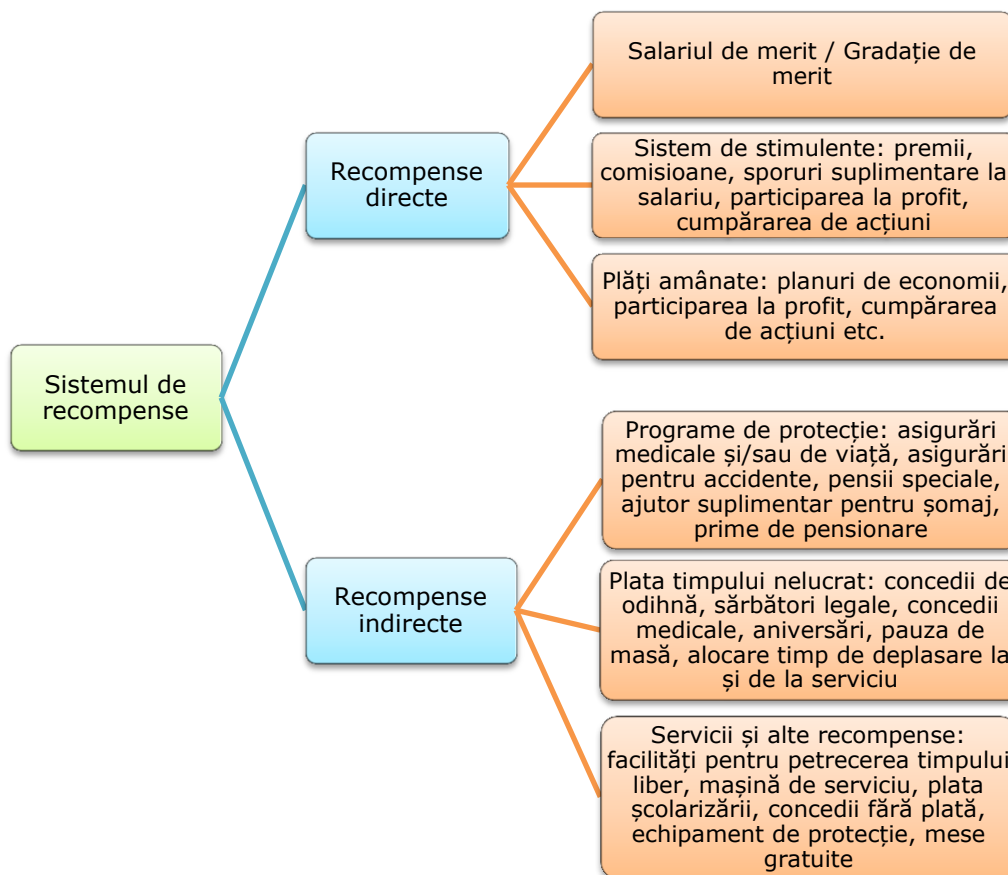 Salariul de merit / Gradație de
merit
Recompense
directe
Sistem de stimulente: premii,
comisioane, sporuri suplimentare la
salariu, participarea la profit,
cumpărarea de acțiuni
Plăți amânate: planuri de economii,
participarea la profit, cumpărarea
de acțiuni etc.
Sistemul de
recompense
Programe de protecție: asigurări
medicale și/sau de viață, asigurări
pentru accidente, pensii speciale,
ajutor suplimentar pentru șomaj,
prime de pensionare
Recompense
indirecte
Plata timpului nelucrat: concedii de
odihnă, sărbători legale, concedii
medicale, aniversări, pauza de
masă, alocare timp de deplasare la
și de la serviciu
Servicii și alte recompense:
facilități pentru petrecerea timpului
liber, mașină de serviciu, plata
școlarizării, concedii fără plată,
echipament de protecție, mese
gratuite